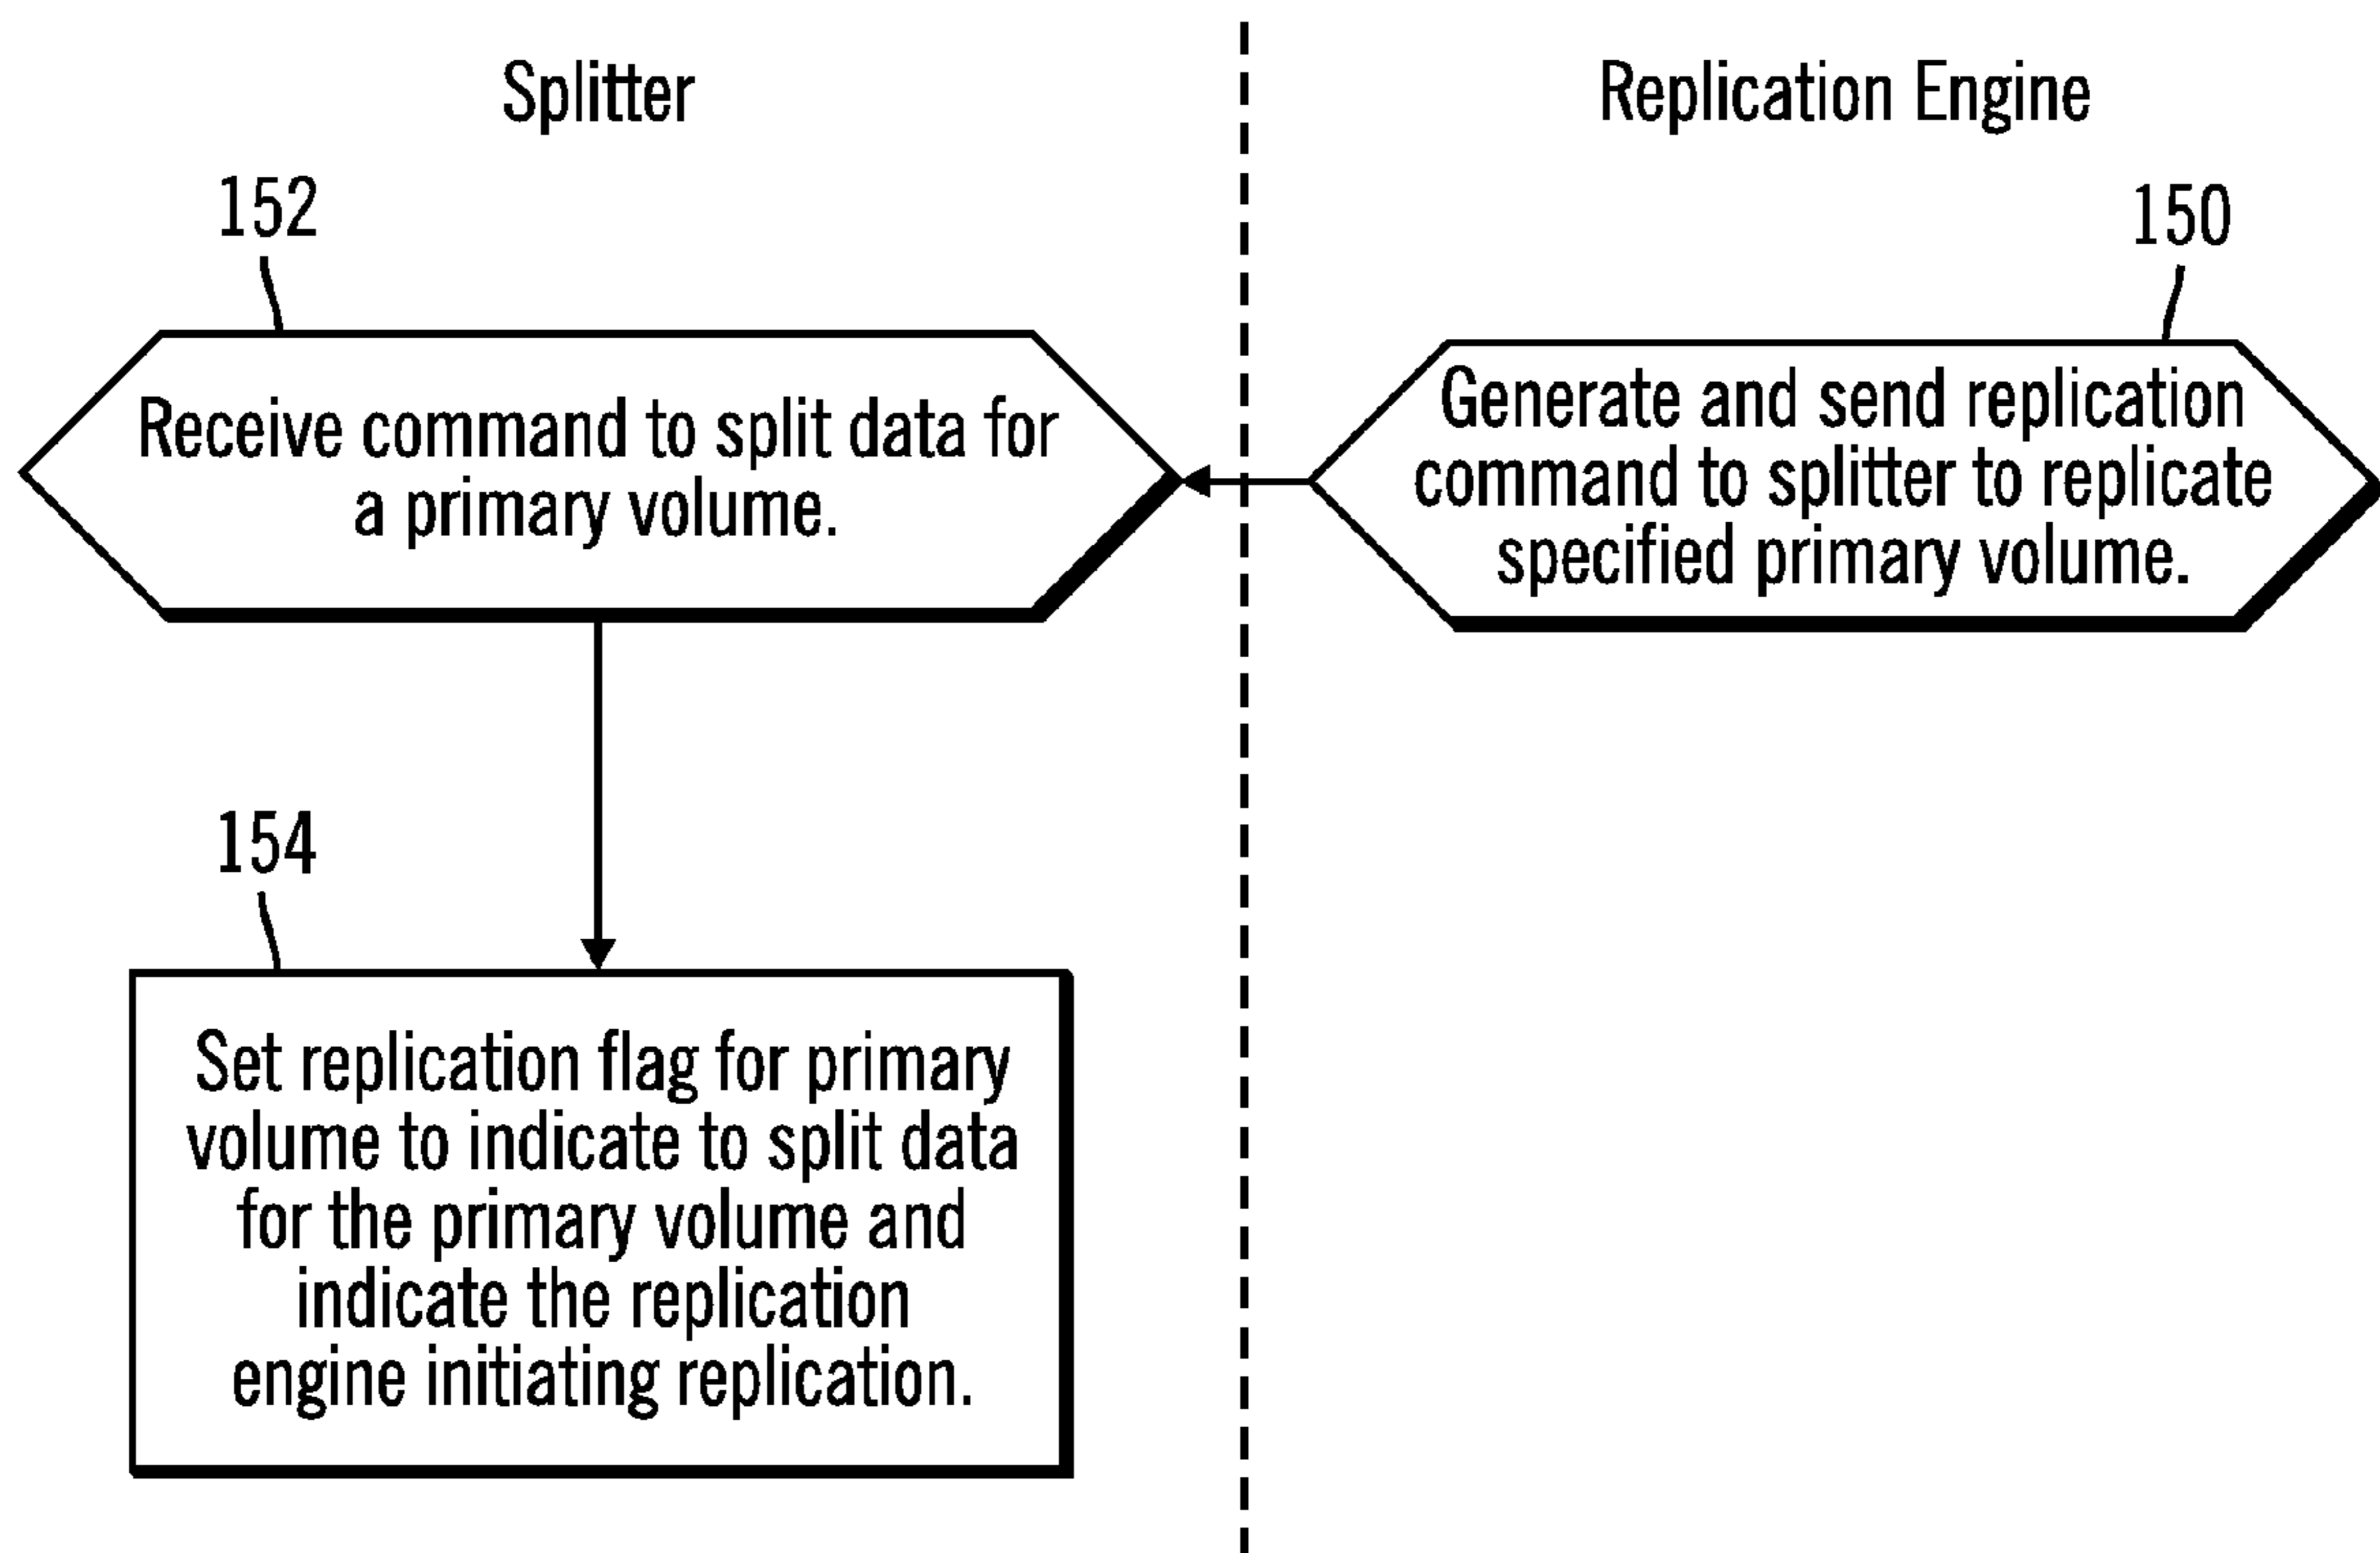 Splitter
Replication Engine
152
150
Receive command to split data for
a primary volume.
Generate and send replication
command to splitter to replicate
specified primary volume.
154
Set replication flag for primary
volume to indicate to split data
for the primary volume and
indicate the replication
engine initiating replication.